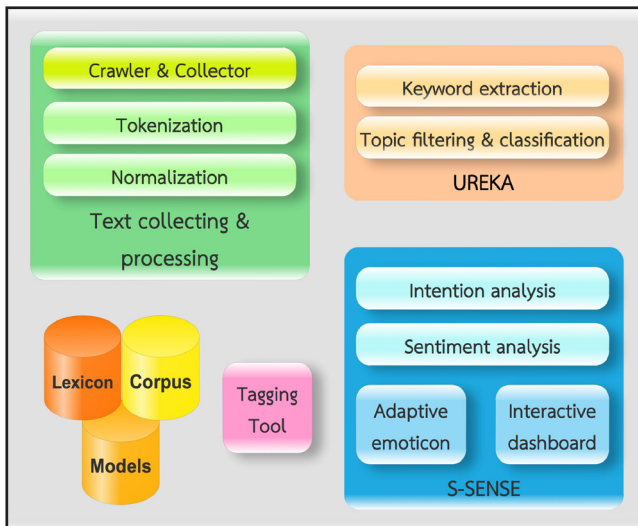 Crawler & Collector
Tokenization
Normalization
Text collecting &
processing
Keyword extraction
Topic filtering & classification
UREKA
Intention analysis
Sentiment analysis
Adaptive
emoticon
Interactive
dashboard
S-SENSE
Lexicon
Corpus
Models
Tagging
Tool